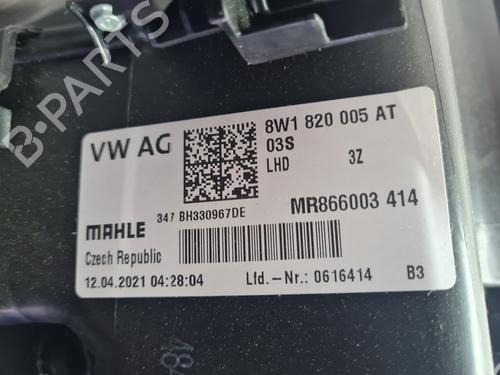 B-PARTS
VW AG
8W1 820 005 AT
03S
LHD 3Z
347 BH330967DE
MR866003 414
MAHLE
Czech Republic
12.04.2021 04:28:04
Lfd.-Nr.: 0616414 B3